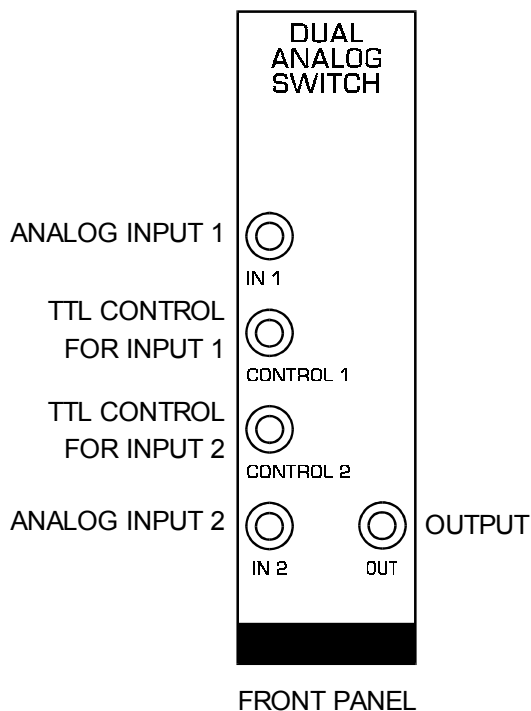 DUAL
ANALOG
SWITCH
ANALOG INPUT 1
IN 1
TTL CONTROL
FOR INPUT 1
CONTROL 1
TTL CONTROL
FOR INPUT 2
CONTROL 2
ANALOG INPUT 2
OUTPUT
IN 2
OUT
FRONT PANEL